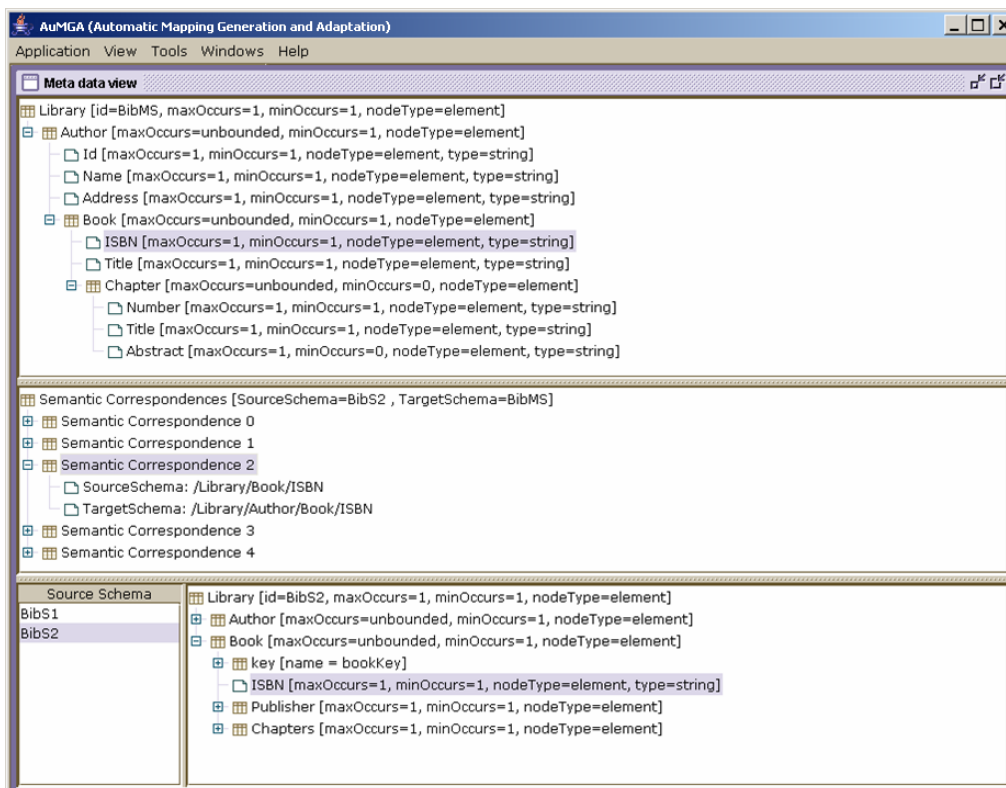 AuMGA (Automatic Mapping Generation and Adaptation)
Application View Tools Windows Help
Meta data view
Library [id=BibMS, maxOccurs=1, minOccurs=1, nodeType=element]
Author [maxOccurs=unbounded, minOccurs=1, nodeType=element]
Id [maxOccurs=1, minOccurs=1, nodeType=element, type=string]
Name [maxOccurs=1, minOccurs=1, nodeType=element, type=string]
Address [maxOccurs=1, minOccurs=1, nodeType=element, type=string]
Book [maxOccurs=unbounded, minOccurs=1, nodeType=element]
ISBN [maxOccurs=1, minOccurs=1, nodeType=element, type=string]
Title [maxOccurs=1, minOccurs=1, nodeType=element, type=string]
Chapter [maxOccurs=unbounded, minOccurs=0, nodeType=element]
Number [maxOccurs=1, minOccurs=1, nodeType=element, type=string]
Title [maxOccurs=1, minOccurs=1, nodeType=element, type=string]
Abstract [maxOccurs=1, minOccurs=0, nodeType=element, type=string]
Semantic Correspondences [SourceSchema=BibS2 , TargetSchema=BibMS]
Semantic Correspondence 0
Semantic Correspondence 1
Semantic Correspondence 2
SourceSchema: /Library/Book/ISBN
TargetSchema: /Library/Author/Book/ISBN
Semantic Correspondence 3
Semantic Correspondence 4
Source Schema
BibS1
BibS2
Library [id=BibS2, maxOccurs=1, minOccurs=1, nodeType=element]
Author [maxOccurs=unbounded, minOccurs=1, nodeType=element]
Book [maxOccurs=unbounded, minOccurs=1, nodeType=element]
key [name = bookKey]
ISBN [maxOccurs=1, minOccurs=1, nodeType=element, type=string]
Publisher [maxOccurs=1, minOccurs=1, nodeType=element]
Chapters [maxOccurs=1, minOccurs=1, nodeType=element]